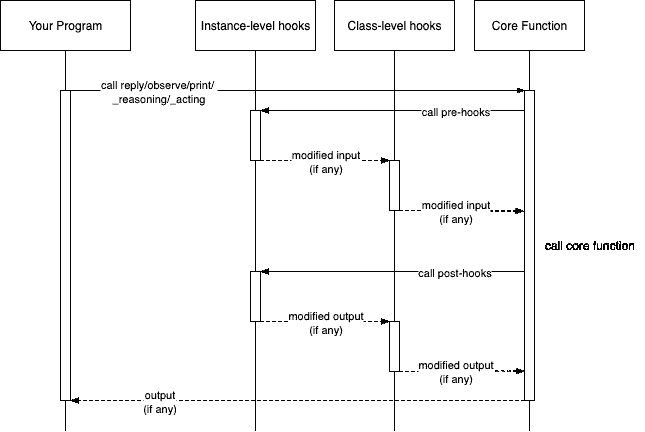 Your Program
Instance-level hooks
Class-level hooks
Core Function
call reply/observe/print/
_reasoning/_acting
call pre-hooks
modified input
(if any)
modified input
(if any)
call core function
call post-hooks
modified output
(if any)
modified output
(if any)
output
(if any)